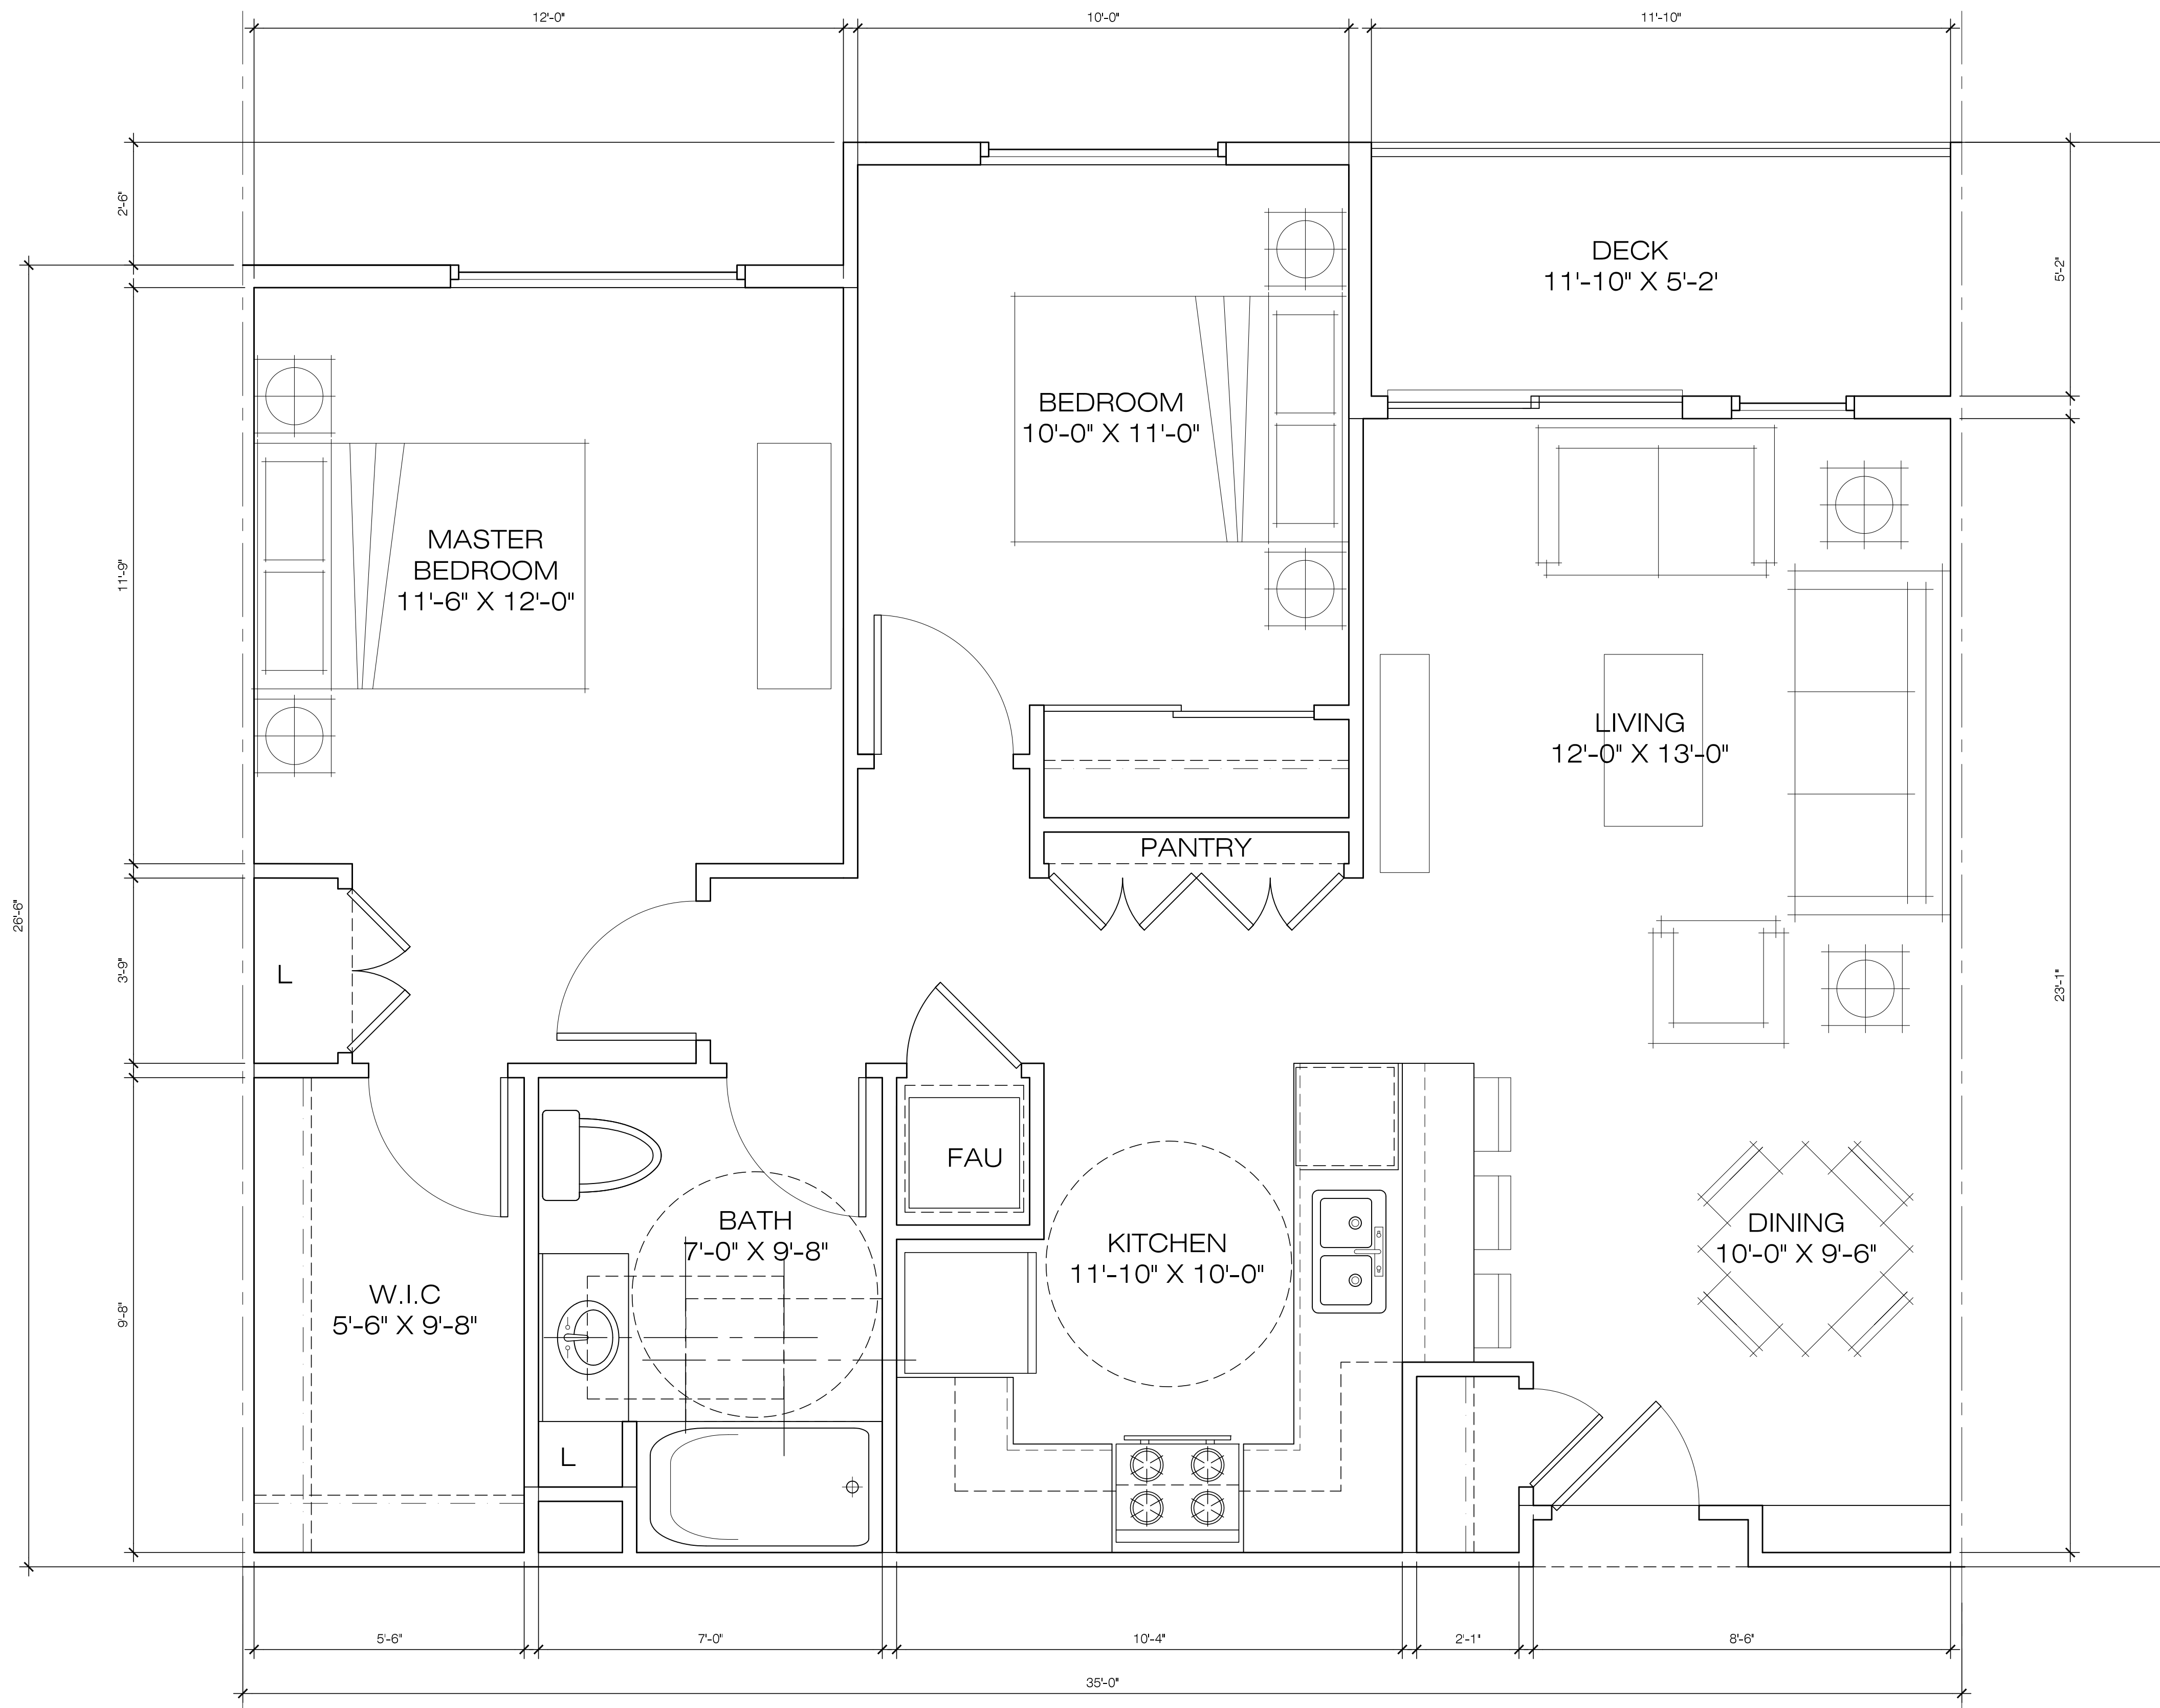 12'-0"
10'-0"
11'-10"
2'-6"
5'-2"
DECK
11'-10" X 5'-2'
BEDROOM
10'-0" X 11'-0"
MASTER
BEDROOM
11'-6" X 12'-0"
11'-9"
LIVING
12'-0" X 13'-0"
PANTRY
26'-6"
3'-9"
L
23'-1"
FAU
BATH
7'-0" X 9'-8"
KITCHEN
11'-10" X 10'-0"
DINING
10'-0" X 9'-6"
W.I.C
5'-6" X 9'-8"
9'-8"
L
5'-6"
7'-0"
10'-4"
2'-1"
8'-6"
35'-0"